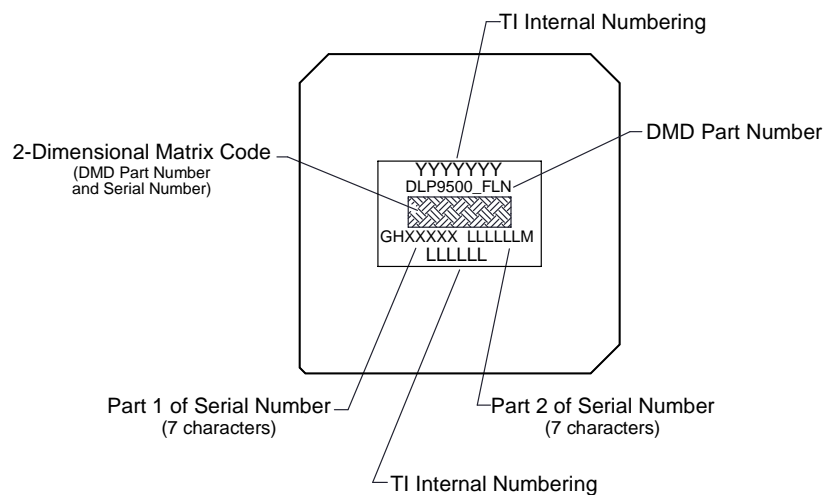 TI Internal Numbering
DMD Part Number
2-Dimensional Matrix Code
(DMD Part Number
and Serial Number)
YYYYYYY
DLP9500_FLN
GHXXXXX LLLLLLM
LLLLLL
Part 1 of Serial Number
(7 characters)
Part 2 of Serial Number
(7 characters)
TI Internal Numbering